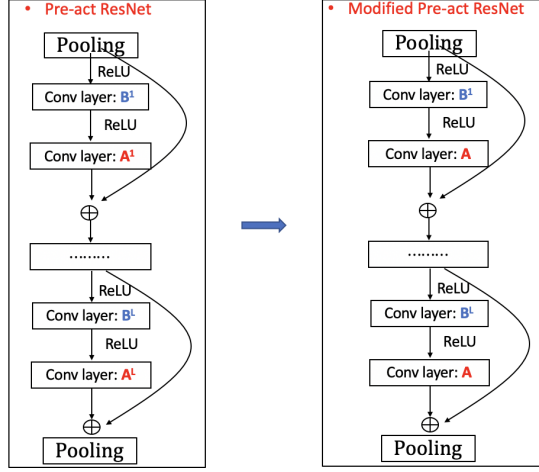 • Pre-act ResNet
Pooling
ReLU
Conv layer: B¹
ReLU
Conv layer: A¹
⊕
………
ReLU
Conv layer: Bᴸ
ReLU
Conv layer: Aᴸ
⊕
Pooling
• Modified Pre-act ResNet
Pooling
ReLU
Conv layer: B¹
ReLU
Conv layer: A
⊕
………
ReLU
Conv layer: Bᴸ
ReLU
Conv layer: A
⊕
Pooling